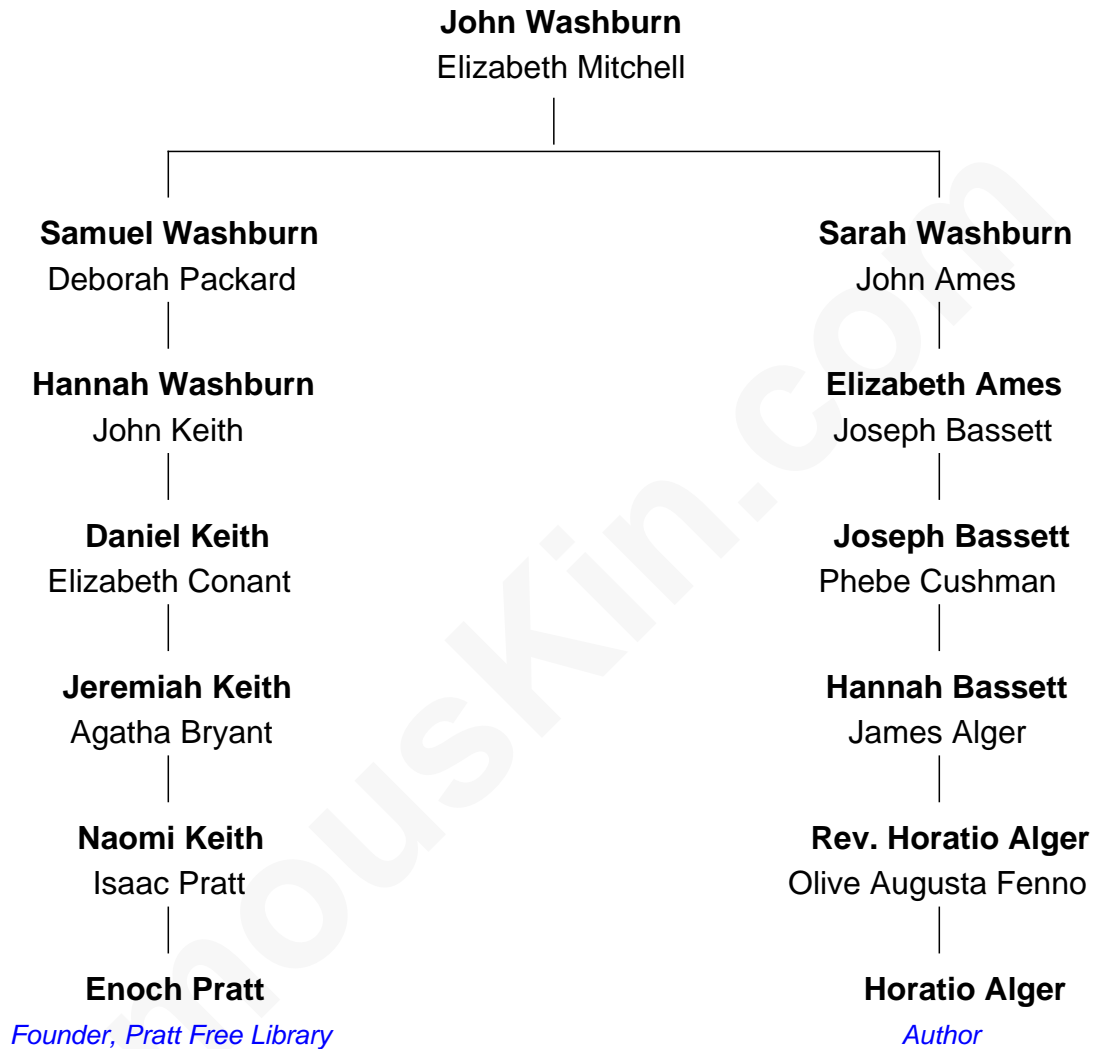 John Washburn
Elizabeth Mitchell
Samuel Washburn
Deborah Packard
Hannah Washburn
John Keith
Daniel Keith
Elizabeth Conant
Jeremiah Keith
Agatha Bryant
Naomi Keith
Isaac Pratt
Enoch Pratt
Founder, Pratt Free Library
Sarah Washburn
John Ames
Elizabeth Ames
Joseph Bassett
Joseph Bassett
Phebe Cushman
Hannah Bassett
James Alger
Rev. Horatio Alger
Olive Augusta Fenno
Horatio Alger
Author
mouskin.com